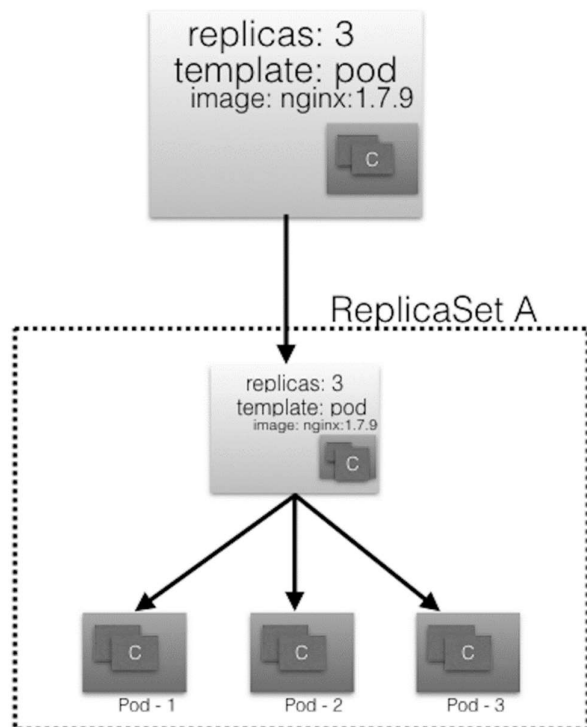 replicas: 3
template: pod
image: nginx:1.7.9
C
ReplicaSet A
replicas: 3
template: pod
image: nginx:1.7.9
C
C
C
C
Pod - 1
Pod - 2
Pod - 3